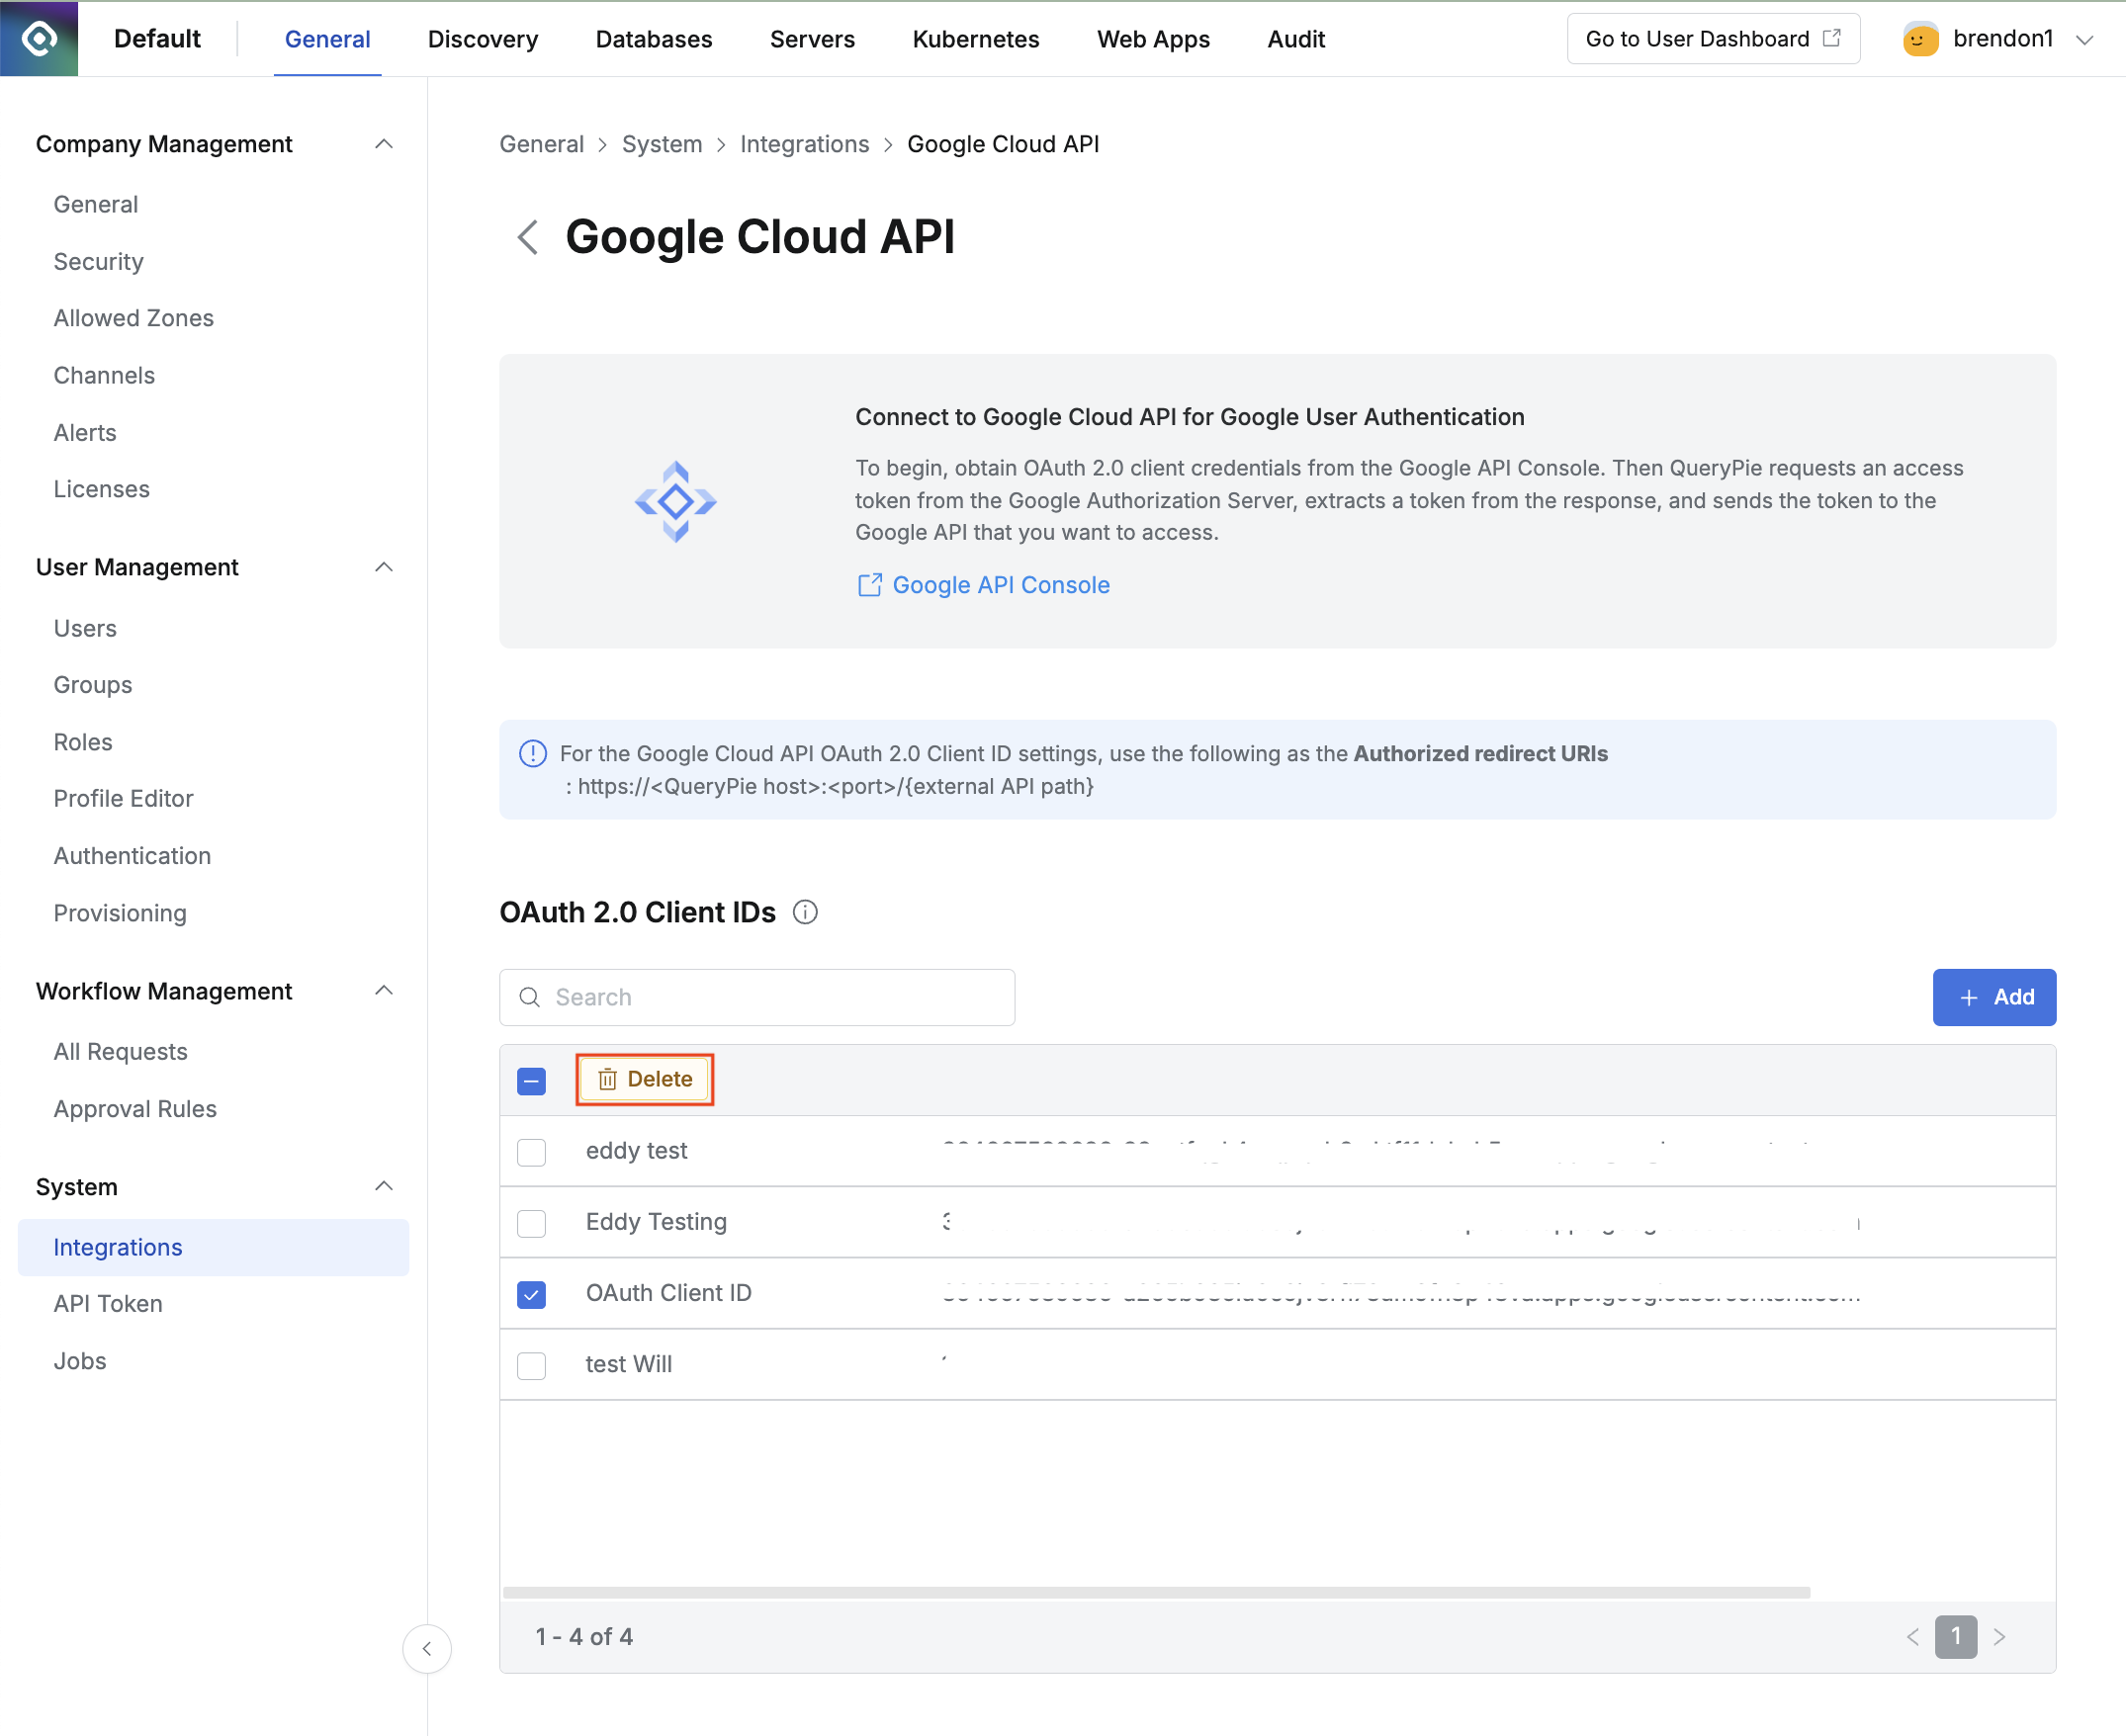 Default
General
Discovery
Databases
Servers
Kubernetes
Web Apps
Audit
Go to User Dashboard
brendon1
Company Management
General
Security
Allowed Zones
Channels
Alerts
Licenses
User Management
Users
Groups
Roles
Profile Editor
Authentication
Provisioning
Workflow Management
All Requests
Approval Rules
System
Integrations
API Token
Jobs
General > System > Integrations > Google Cloud API
Google Cloud API
Connect to Google Cloud API for Google User Authentication
To begin, obtain OAuth 2.0 client credentials from the Google API Console. Then QueryPie requests an access
token from the Google Authorization Server, extracts a token from the response, and sends the token to the
Google API that you want to access.
Google API Console
For the Google Cloud API OAuth 2.0 Client ID settings, use the following as the Authorized redirect URIs
: https://<QueryPie host>:<port>/{external API path}
OAuth 2.0 Client IDs
Search
+ Add
Delete
eddy test
Eddy Testing
OAuth Client ID
test Will
1 - 4 of 4
1